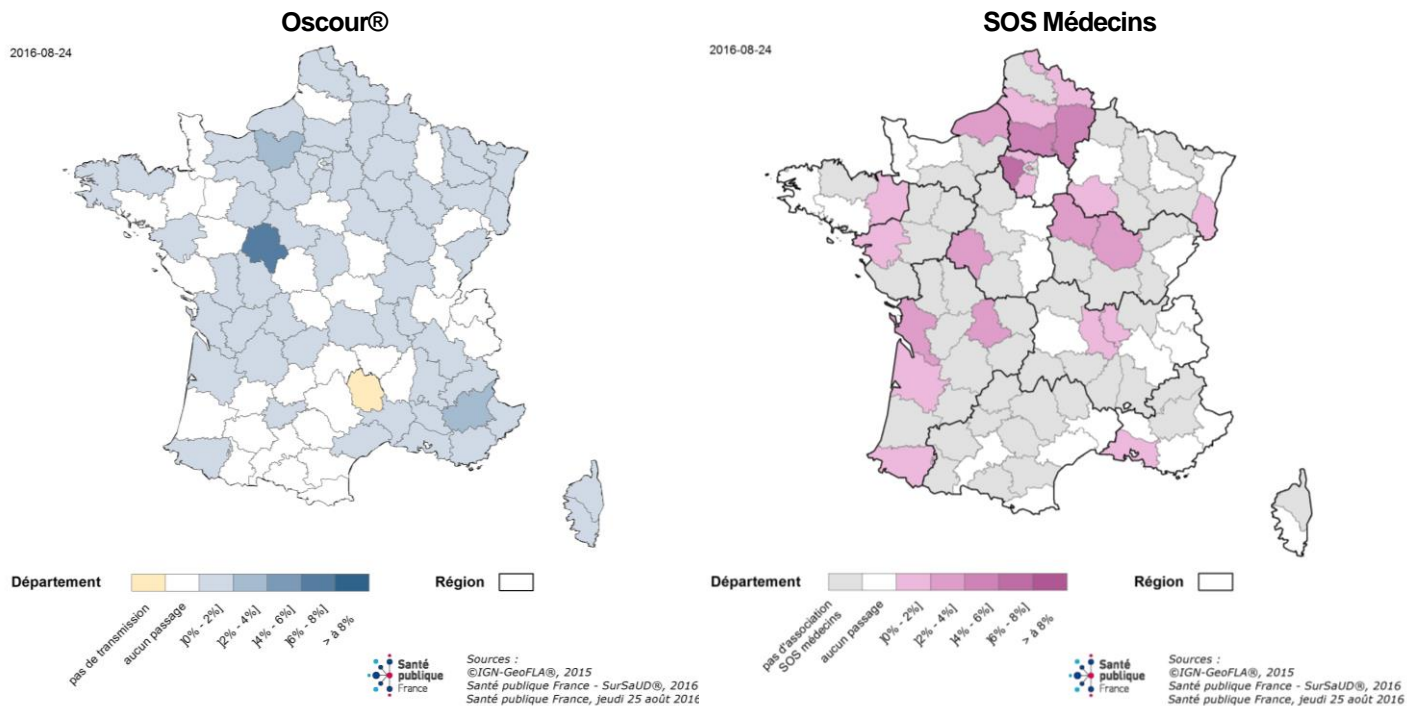 Oscour®
2016-08-24
Département
pas de transmission
aucun passage
]0% - 2%]
]2% - 4%]
]4% - 6%]
]6% - 8%]
> à 8%
Région
Santé
publique
France
Sources :
©IGN-GeoFLA®, 2015
Santé publique France - SurSaUD®, 2016
Santé publique France, jeudi 25 août 2016
SOS Médecins
2016-08-24
Département
pas d'association
SOS médecins
aucun passage
]0% - 2%]
]2% - 4%]
]4% - 6%]
]6% - 8%]
> à 8%
Région
Santé
publique
France
Sources :
©IGN-GeoFLA®, 2015
Santé publique France - SurSaUD®, 2016
Santé publique France, jeudi 25 août 2016